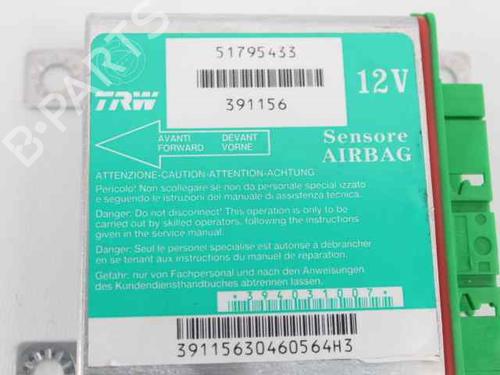 51795433
391156
12V
TRW
AVANTI DEVANT
FORWARD VORNE
Sensore
AIRBAG
ATTENZIONE-CAUTION-ATTENTION-ACHTUNG
Pericolo! Non scollegare se non da personale specializzato
e seguendo le istruzioni del manuale di assistenza tecnica.
Danger: Do not disconnect! This operation is only to be
carried out by skilled operators, following the instructions
given in the service manual.
Danger: Seul le personel specialise est autorise à debrancher
en se tenant aux instructions du manuel de reparation.
Gefahr: nur von Fachpersonal und nach den Anweisungen
des Kundendiensthandbuches abtrennen lassen.
*394031007*
39115630460564H3
B-PARTS